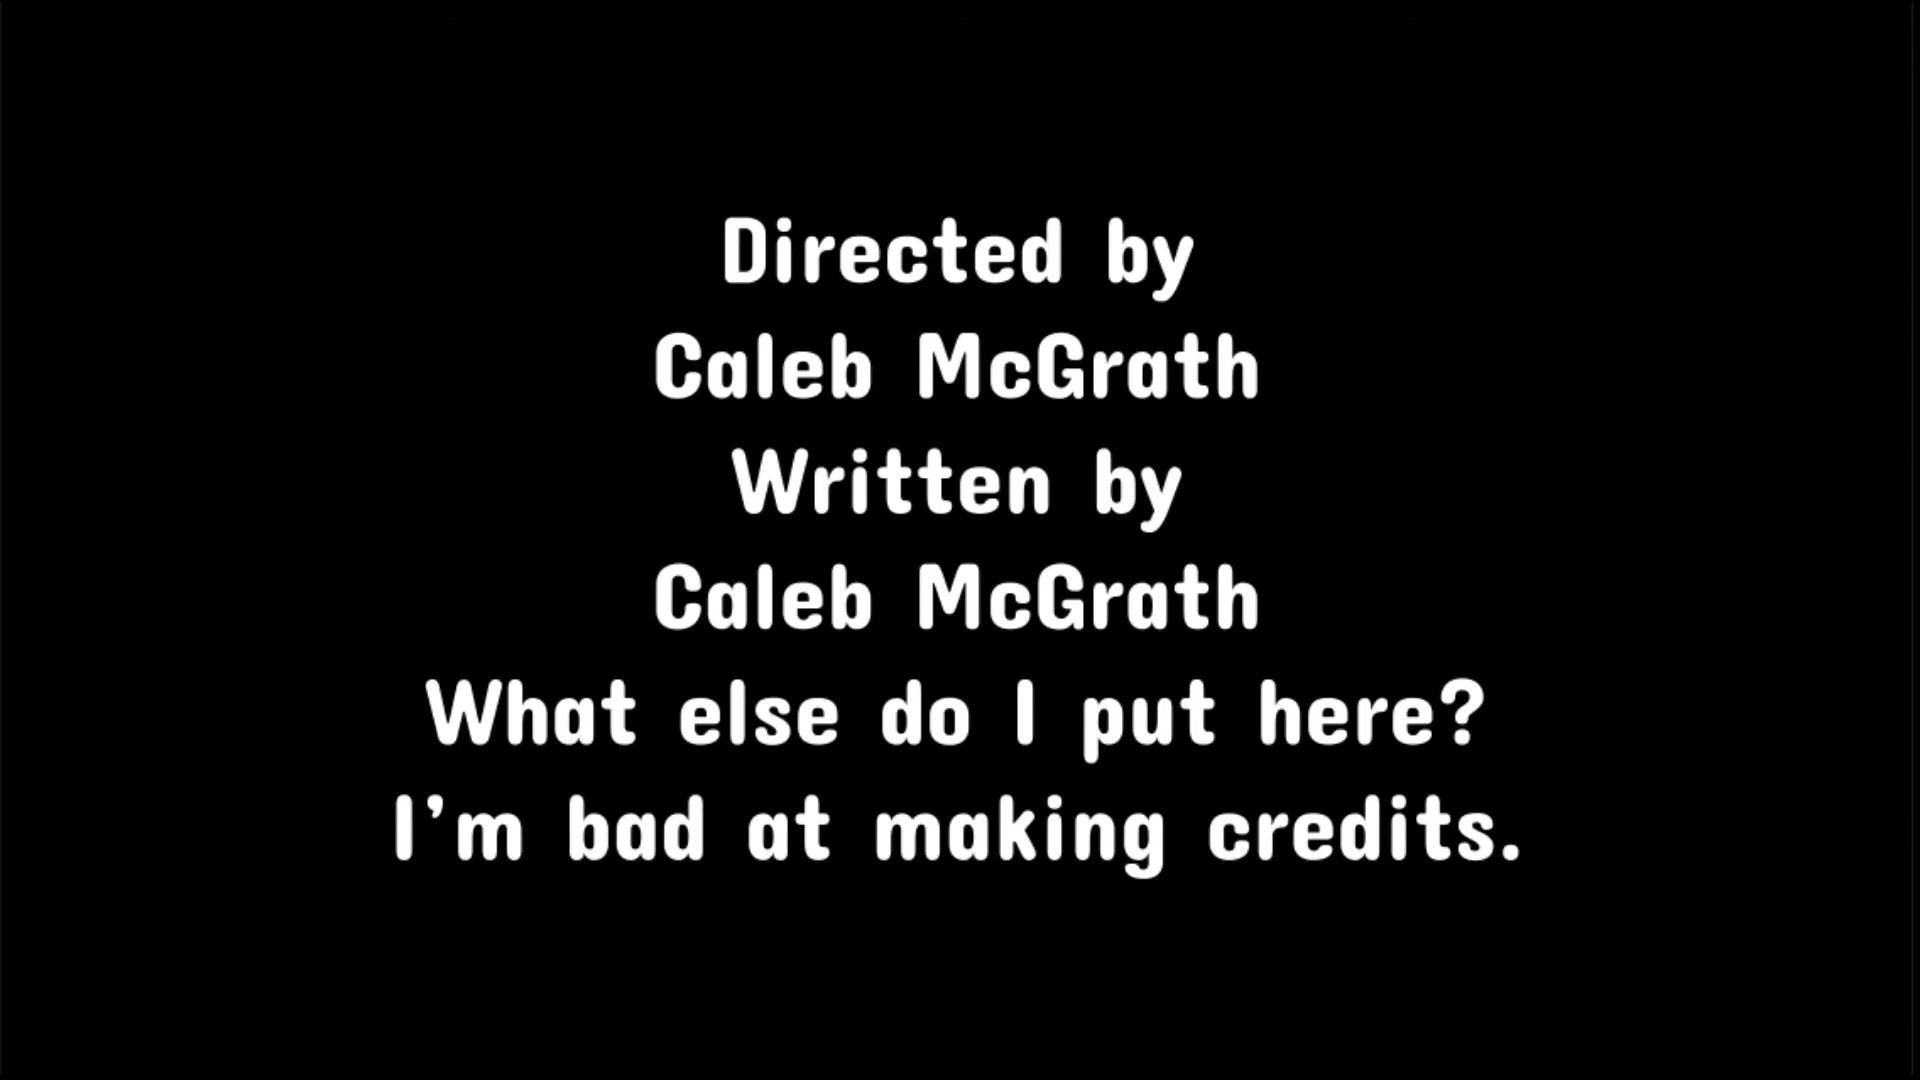 Directed by
Caleb McGrath
Written by
Caleb McGrath
What else do I put here?
I’m bad at making credits.